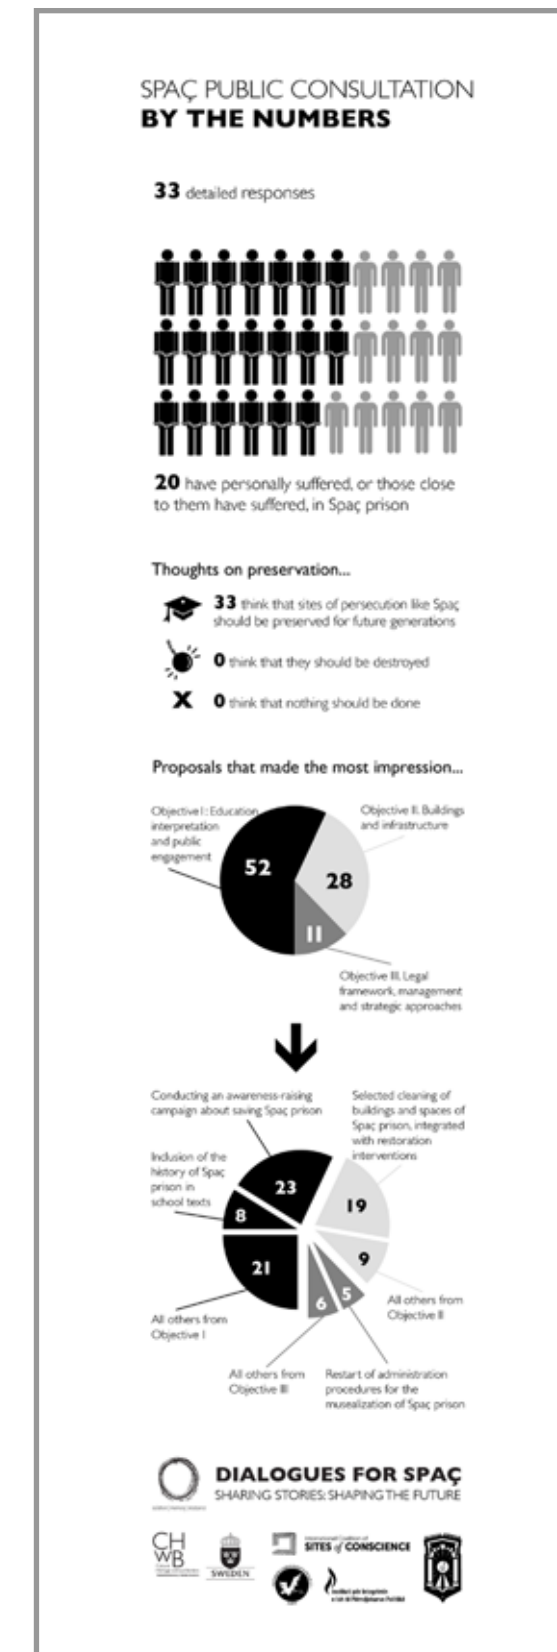 SPAÇ PUBLIC CONSULTATION
BY THE NUMBERS
33 detailed responses
20 have personally suffered, or those close
to them have suffered, in Spaç prison
Thoughts on preservation...
33 think that sites of persecution like Spaç
should be preserved for future generations
0 think that they should be destroyed
X 0 think that nothing should be done
Proposals that made the most impression...
Objective I: Education,
interpretation
and public
engagement
Objective II. Buildings
and infrastructure
52
28
11
Objective III. Legal
framework, management
and strategic approaches
Conducting an awareness-raising
campaign about saving Spaç prison
Selected cleaning of
buildings and spaces of
Spaç prison, integrated
with restoration
interventions
Inclusion of the
history of Spaç
prison in
school texts
23
19
8
9
21
5
6
All others from
Objective I
All others from
Objective II
All others from
Objective III
Restart of administration
procedures for the
musealization of Spaç prison
DIALOGUES FOR SPAÇ
SHARING STORIES: SHAPING THE FUTURE
CH
WB
SWEDEN
International Coalition of
SITES of CONSCIENCE